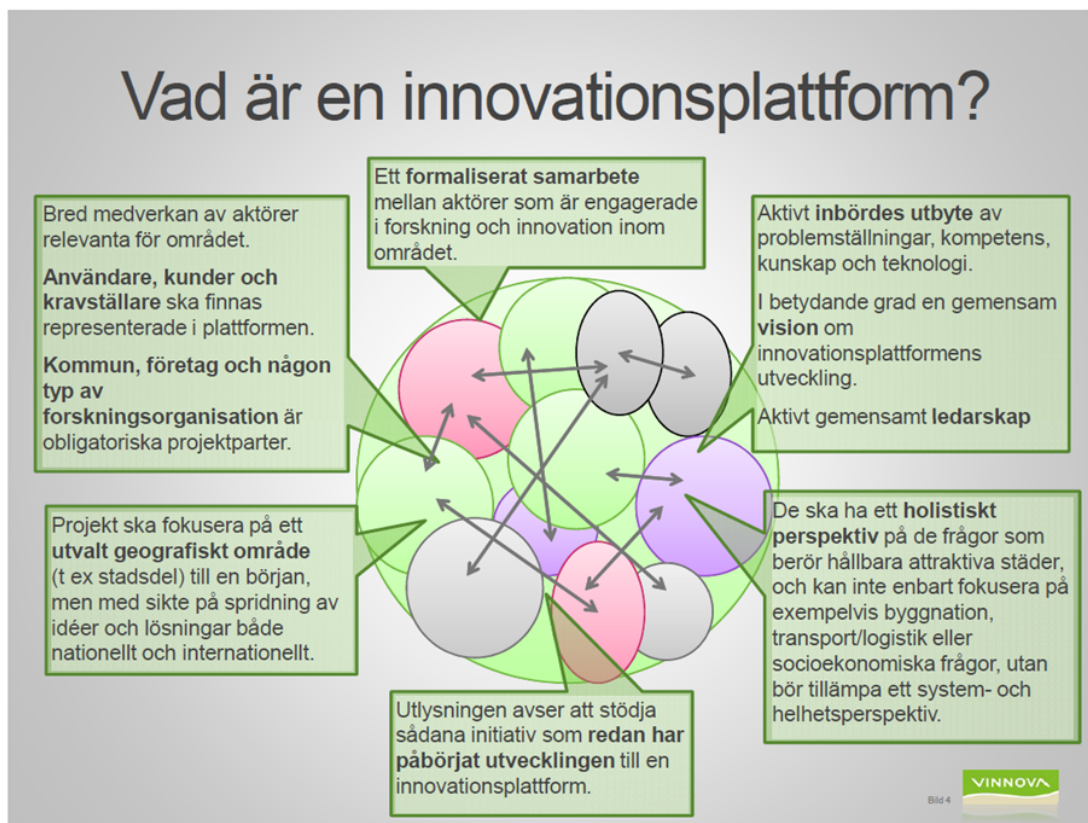 Vad är en innovationsplattform?
Ett formaliserat samarbete
mellan aktörer som är engagerade
i forskning och innovation inom
området.
Bred medverkan av aktörer
relevanta för området.
Användare, kunder och
kravställare ska finnas
representerade i plattformen.
Kommun, företag och någon
typ av
forskningsorganisation är
obligatoriska projektparter.
Aktivt inbördes utbyte av
problemställningar, kompetens,
kunskap och teknologi.
I betydande grad en gemensam
vision om
innovationsplattformens
utveckling.
Aktivt gemensamt ledarskap
Projekt ska fokusera på ett
utvalt geografiskt område
(t ex stadsdel) till en början,
men med sikte på spridning av
idéer och lösningar både
nationellt och internationellt.
De ska ha ett holistiskt
perspektiv på de frågor som
berör hållbara attraktiva städer,
och kan inte enbart fokusera på
exempelvis byggnation,
transport/logistik eller
socioekonomiska frågor, utan
bör tillämpa ett system- och
helhetsperspektiv.
Utlysningen avser att stödja
sådana initiativ som redan har
påbörjat utvecklingen till en
innovationsplattform.
Bild 4
VINNOVA